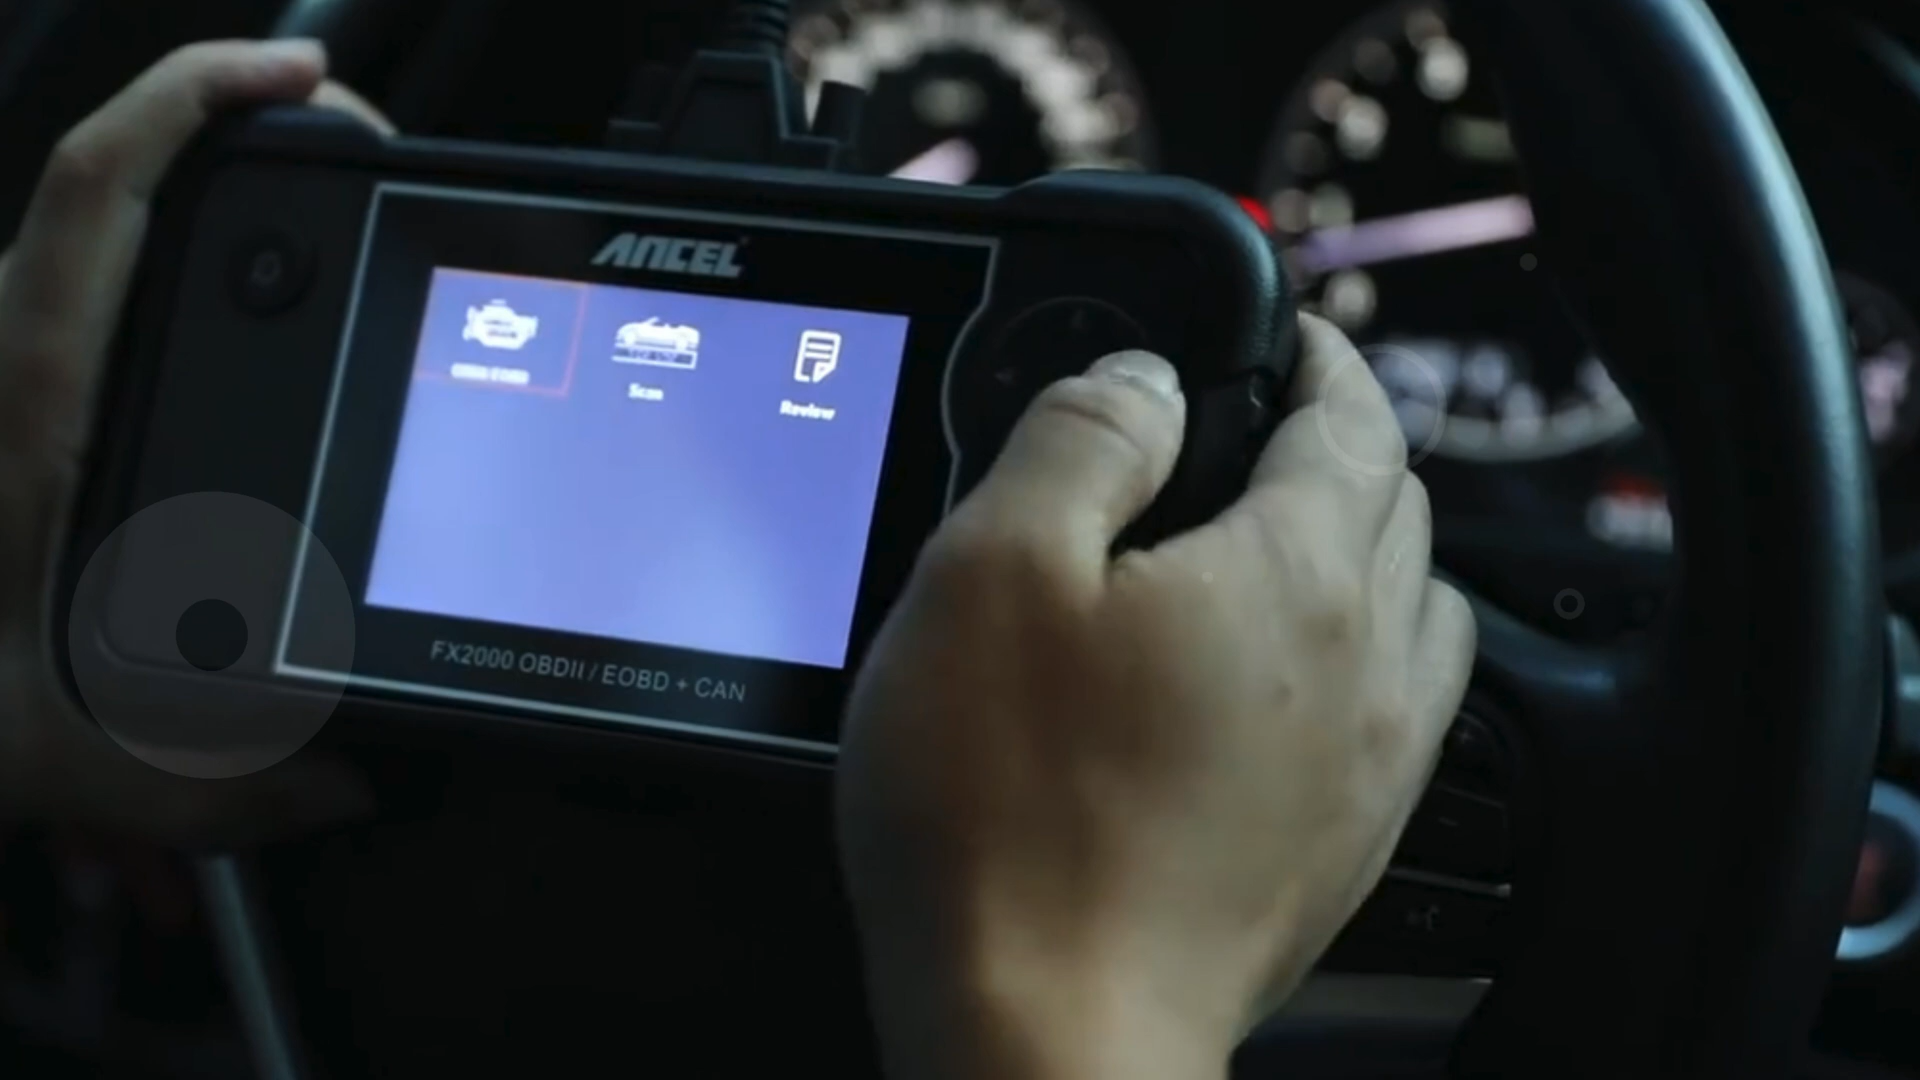 ANCEL
Scan
Review
FX2000 OBDII / EOBD + CAN